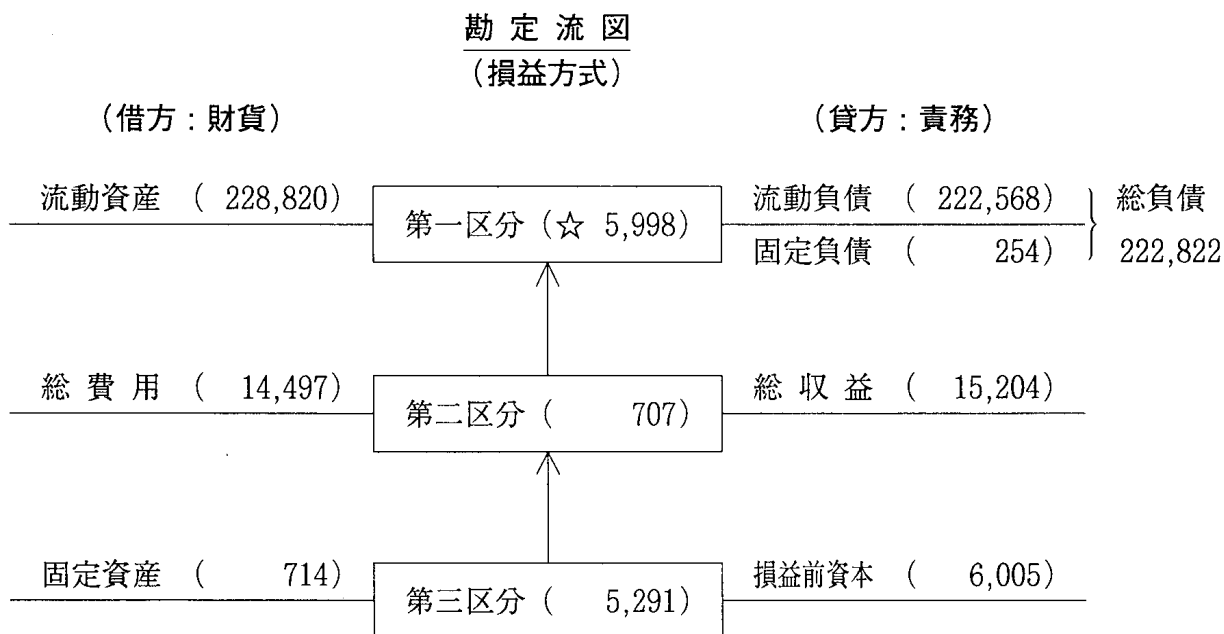 勘定流図
(損益方式)
(借方:財貨) (貸方:責務)
流動資産 ( 228,820) 第一区分 (☆ 5,998) 流動負債 ( 222,568) 総負債
固定負債 ( 254) 222,822
総費用 ( 14,497) 第二区分 ( 707) 総収益 ( 15,204)
固定資産 ( 714) 第三区分 ( 5,291) 損益前資本 ( 6,005)